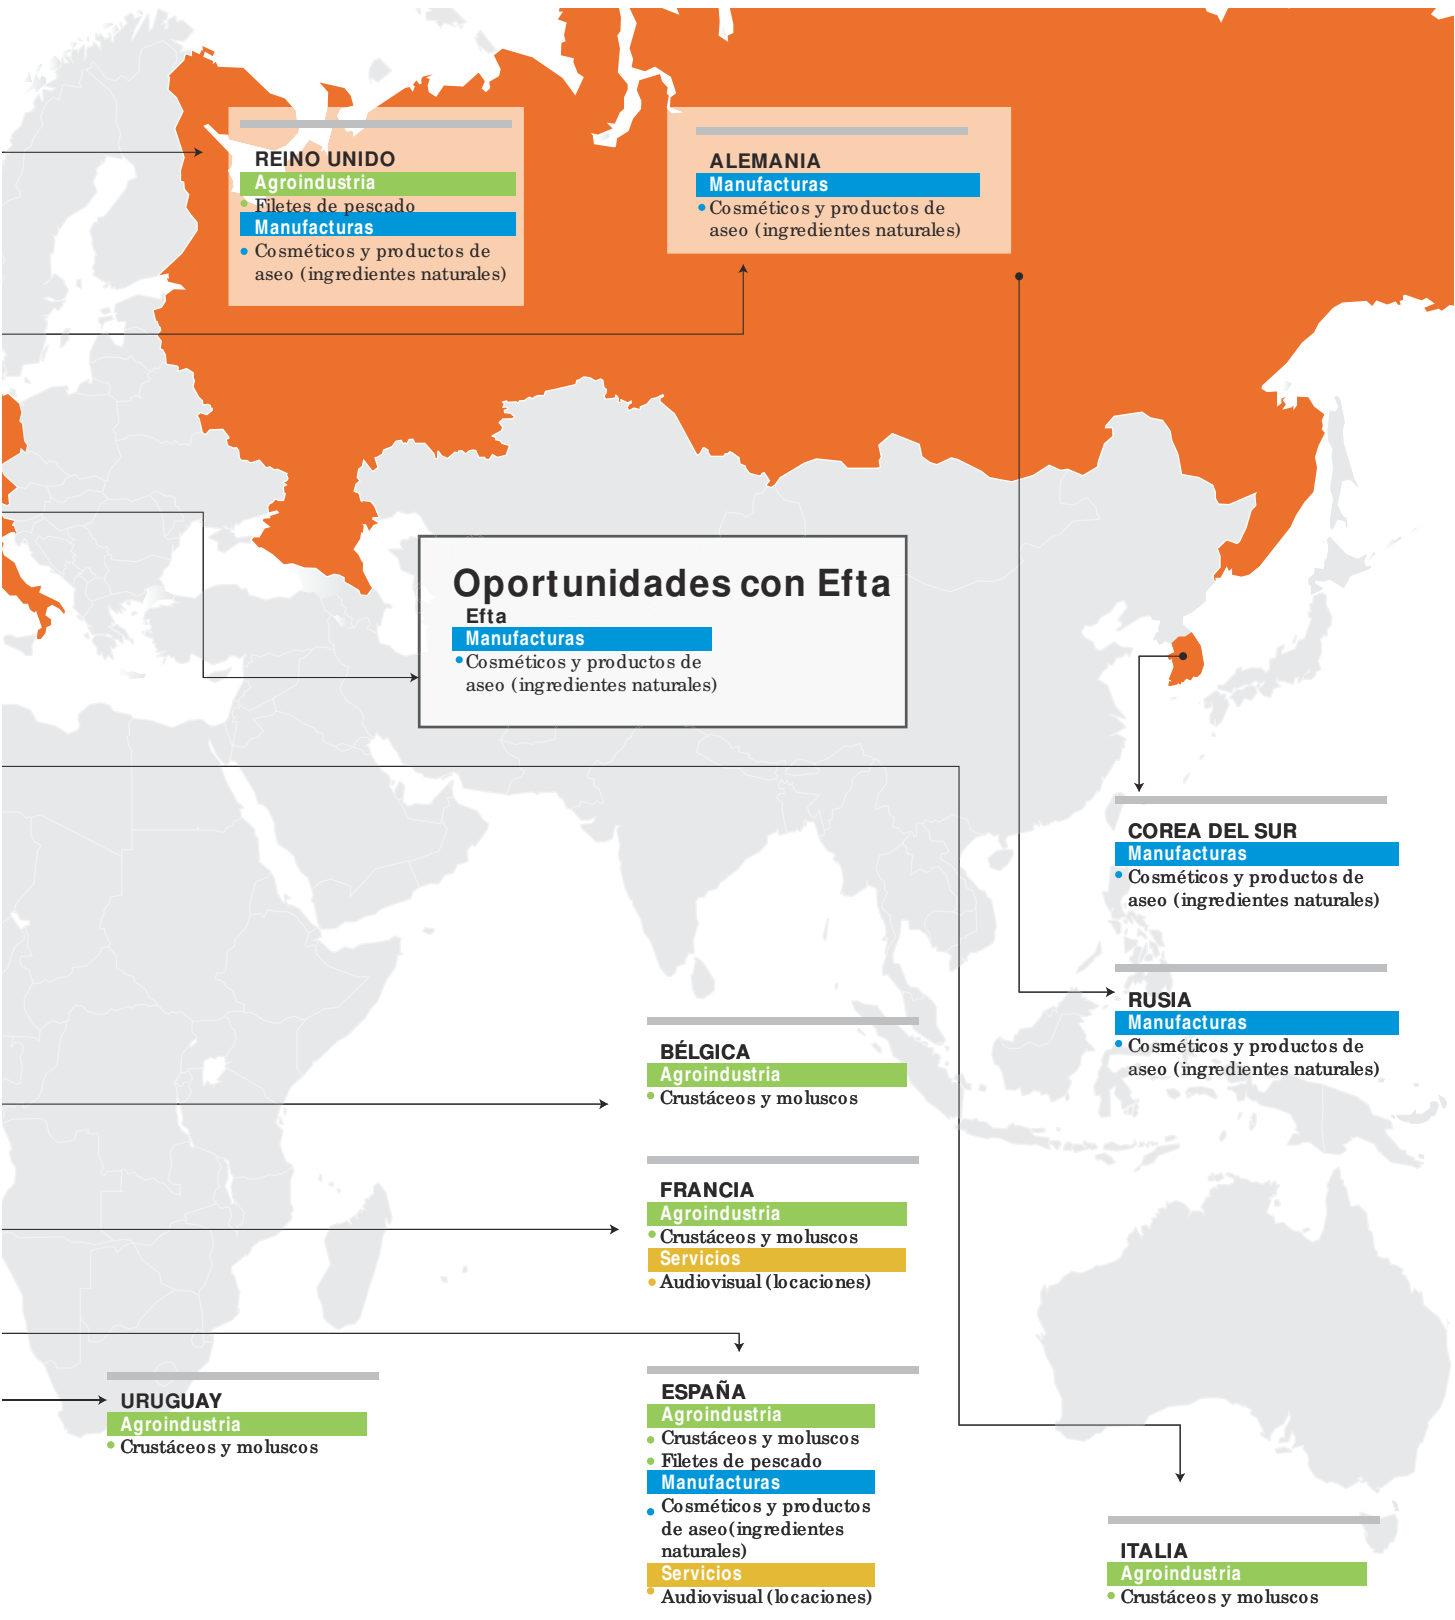 REINO UNIDO
Agroindustria
Filetes de pescado
Manufacturas
Cosméticos y productos de
aseo (ingredientes naturales)
ALEMANIA
Manufacturas
Cosméticos y productos de
aseo (ingredientes naturales)
Oportunidades con Efta
Efta
Manufacturas
Cosméticos y productos de
aseo (ingredientes naturales)
COREA DEL SUR
Manufacturas
Cosméticos y productos de
aseo (ingredientes naturales)
RUSIA
Manufacturas
Cosméticos y productos de
aseo (ingredientes naturales)
BÉLGICA
Agroindustria
Crustáceos y moluscos
FRANCIA
Agroindustria
Crustáceos y moluscos
Servicios
Audiovisual (locaciones)
URUGUAY
Agroindustria
Crustáceos y moluscos
ESPAÑA
Agroindustria
Crustáceos y moluscos
Filetes de pescado
Manufacturas
Cosméticos y productos
de aseo(ingredientes
naturales)
Servicios
Audiovisual (locaciones)
ITALIA
Agroindustria
Crustáceos y moluscos